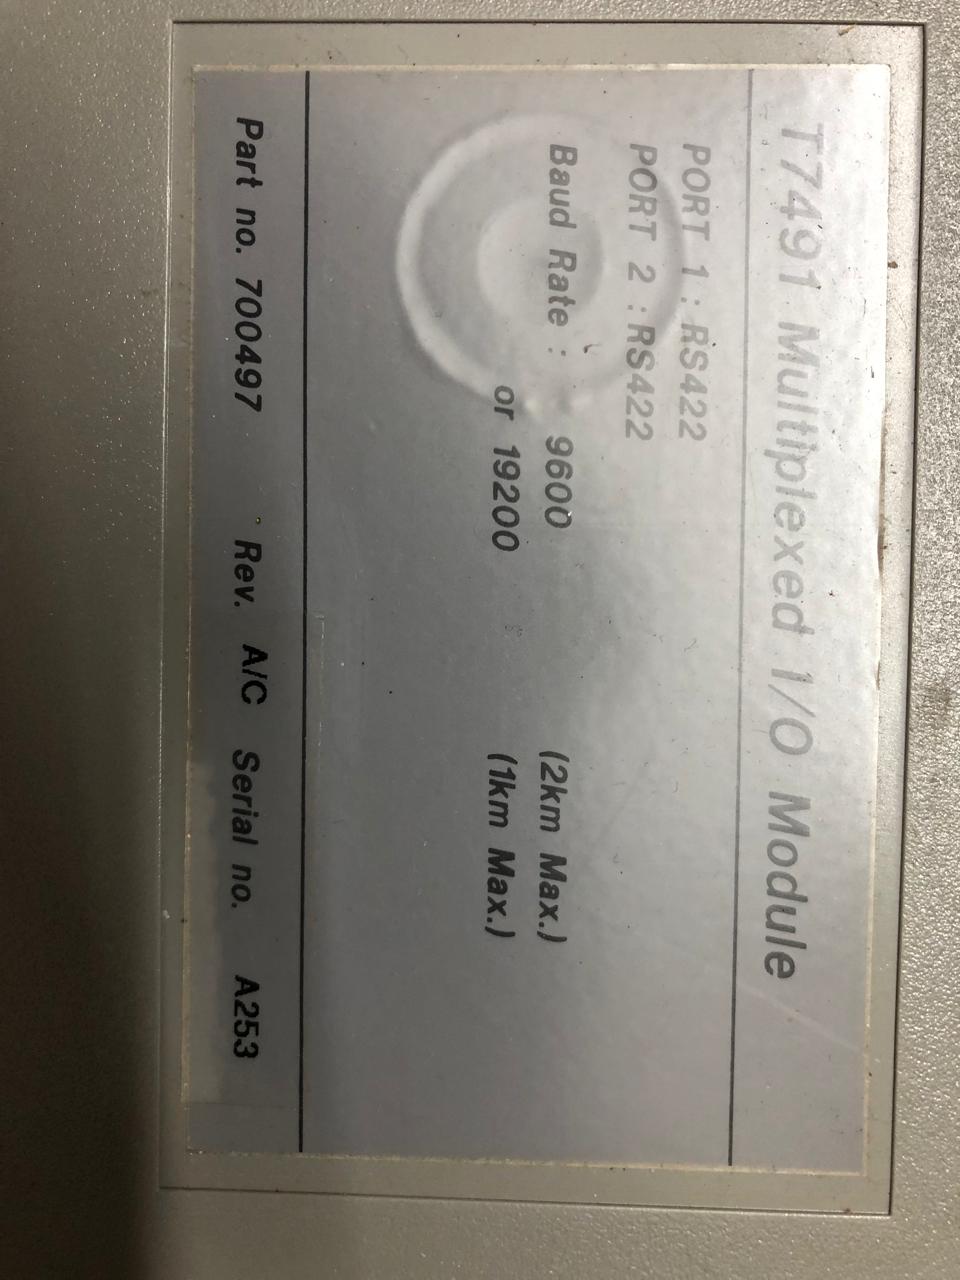 T7491 Multiplexed I/O Module
PORT 1 : RS422
PORT 2 : RS422
Baud Rate : 9600 (2km Max.)
or 19200 (1km Max.)
Part no. 700497 Rev. A/C Serial no. A253